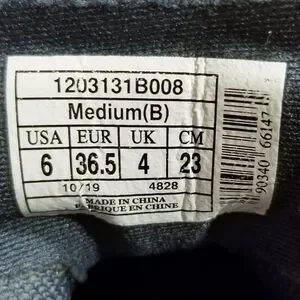 1203131B008
Medium(B)
USA EUR UK CM
6 36.5 4 23
10/19 4828
MADE IN CHINA
FABRIQUE EN CHINE
90340 66147